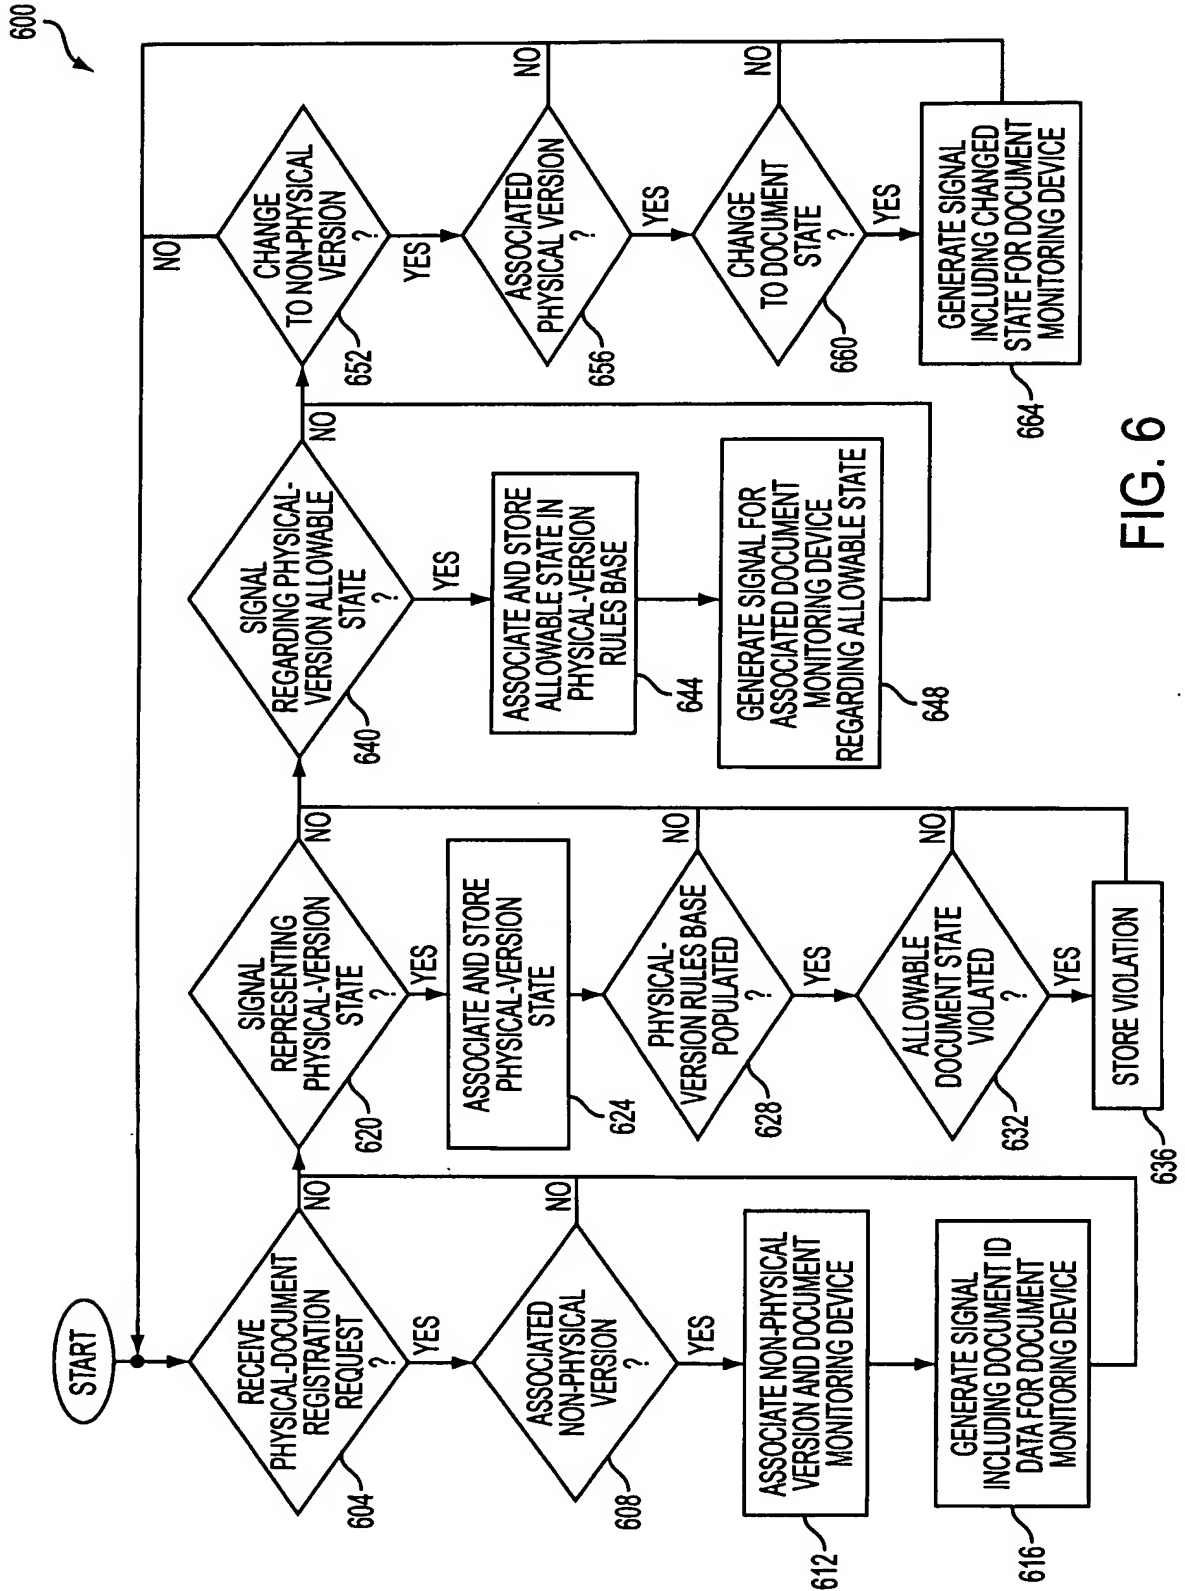 600
START
RECEIVE
PHYSICAL-DOCUMENT
REGISTRATION
REQUEST
?
604
NO
YES
ASSOCIATED
NON-PHYSICAL
VERSION
?
608
NO
YES
ASSOCIATE NON-PHYSICAL
VERSION AND DOCUMENT
MONITORING DEVICE
612
GENERATE SIGNAL
INCLUDING DOCUMENT ID
DATA FOR DOCUMENT
MONITORING DEVICE
616
SIGNAL
REPRESENTING
PHYSICAL-VERSION
STATE
?
620
NO
YES
ASSOCIATE AND STORE
PHYSICAL-VERSION
STATE
624
PHYSICAL-
VERSION RULES BASE
POPULATED
?
628
NO
YES
ALLOWABLE
DOCUMENT STATE
VIOLATED
?
632
NO
YES
STORE VIOLATION
636
SIGNAL
REGARDING PHYSICAL-
VERSION ALLOWABLE
STATE
?
640
NO
YES
ASSOCIATE AND STORE
ALLOWABLE STATE IN
PHYSICAL-VERSION
RULES BASE
644
GENERATE SIGNAL FOR
ASSOCIATED DOCUMENT
MONITORING DEVICE
REGARDING ALLOWABLE STATE
648
CHANGE
TO NON-PHYSICAL
VERSION
?
652
NO
YES
ASSOCIATED
PHYSICAL VERSION
?
656
NO
YES
CHANGE
TO DOCUMENT
STATE
?
660
NO
YES
GENERATE SIGNAL
INCLUDING CHANGED
STATE FOR DOCUMENT
MONITORING DEVICE
664
FIG. 6